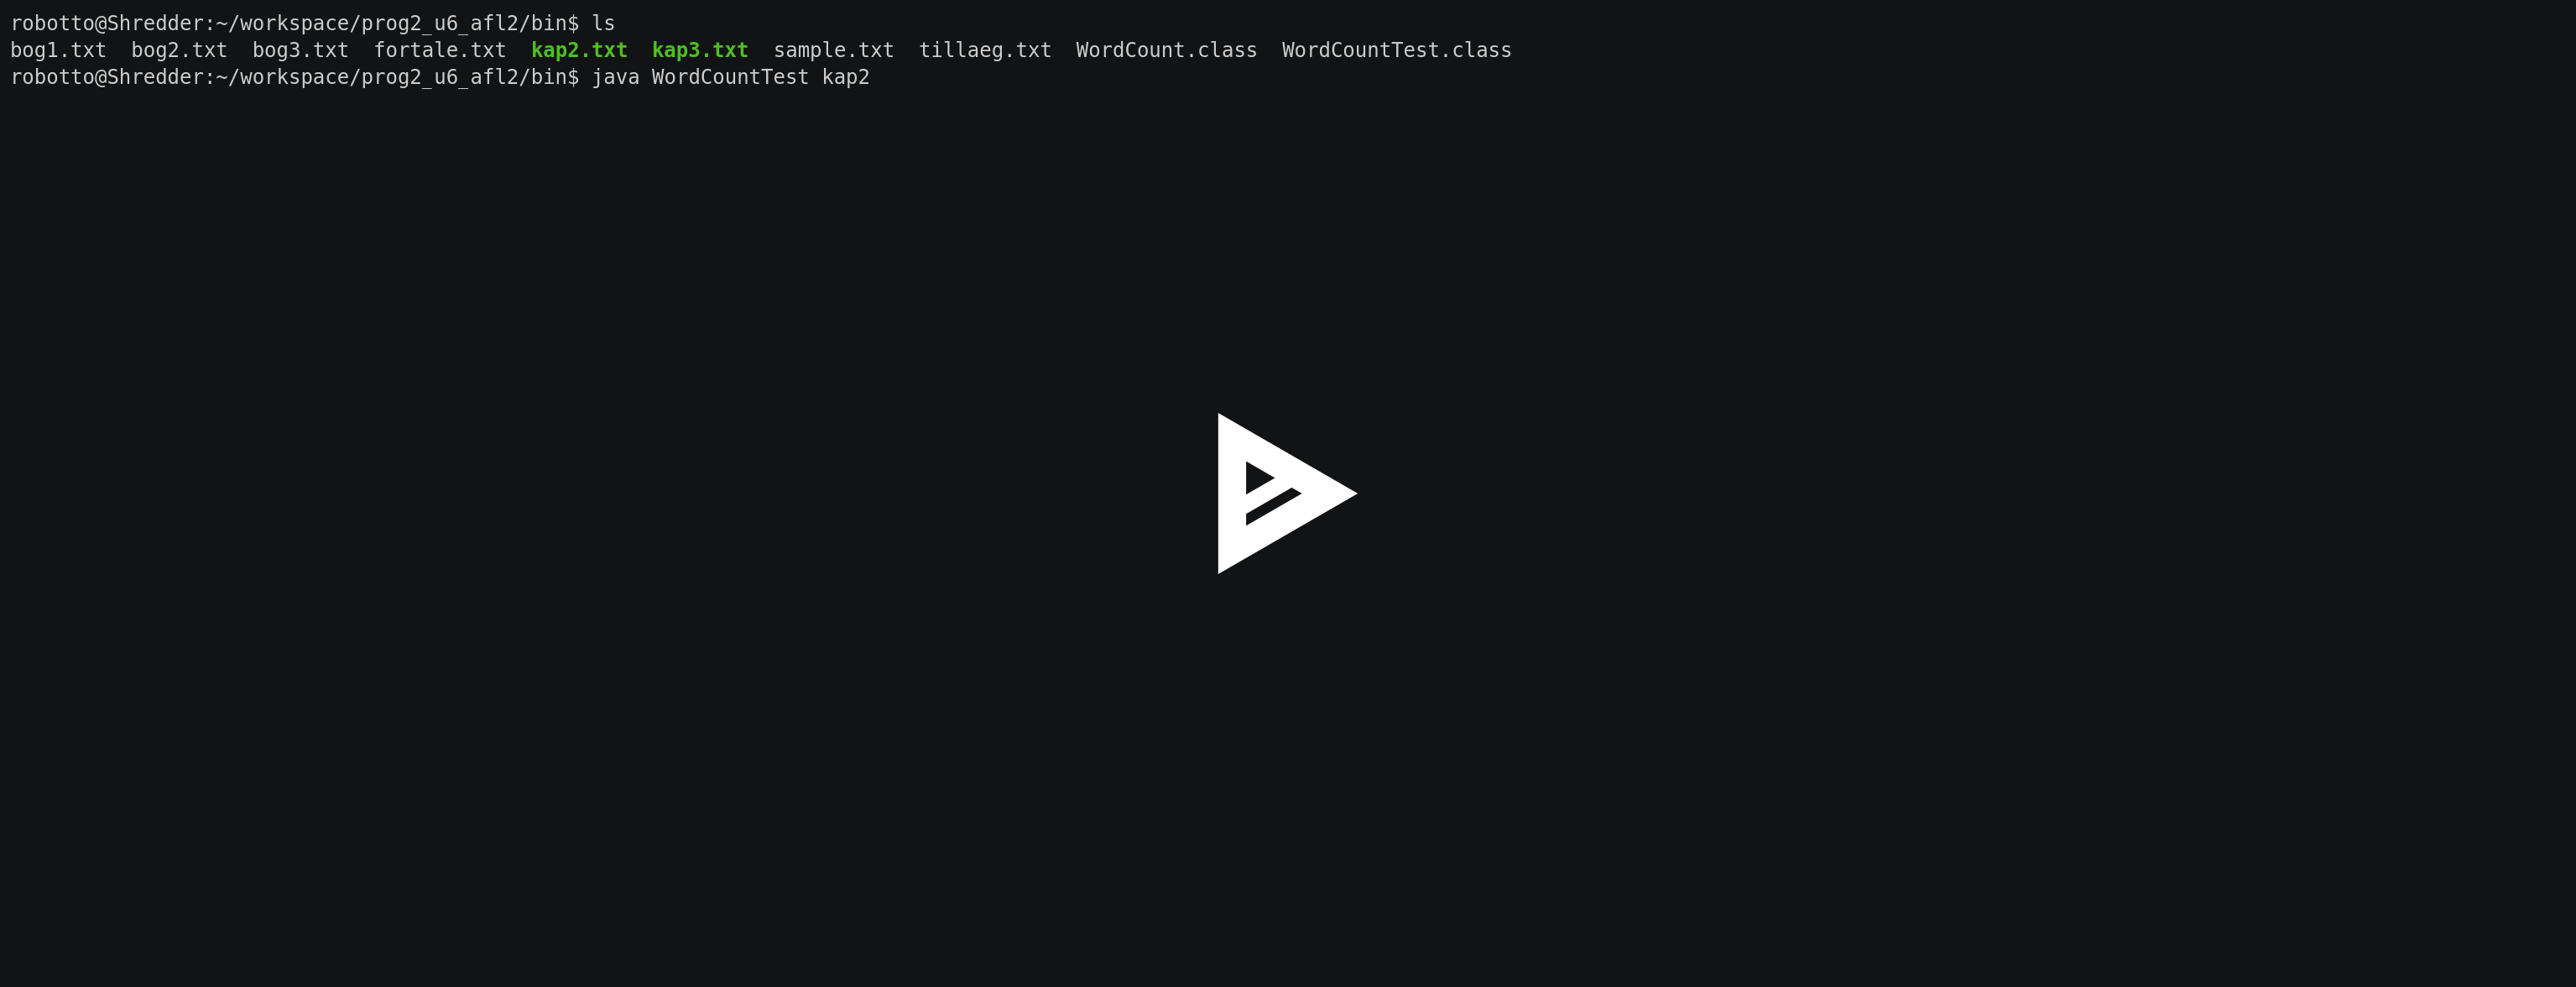 robotto@Shredder:~/workspace/prog2_u6_afl2/bin$ ls
bog1.txt  bog2.txt  bog3.txt  fortale.txt  kap2.txt  kap3.txt  sample.txt  tillaeg.txt  WordCount.class  WordCountTest.class
robotto@Shredder:~/workspace/prog2_u6_afl2/bin$ java WordCountTest kap2